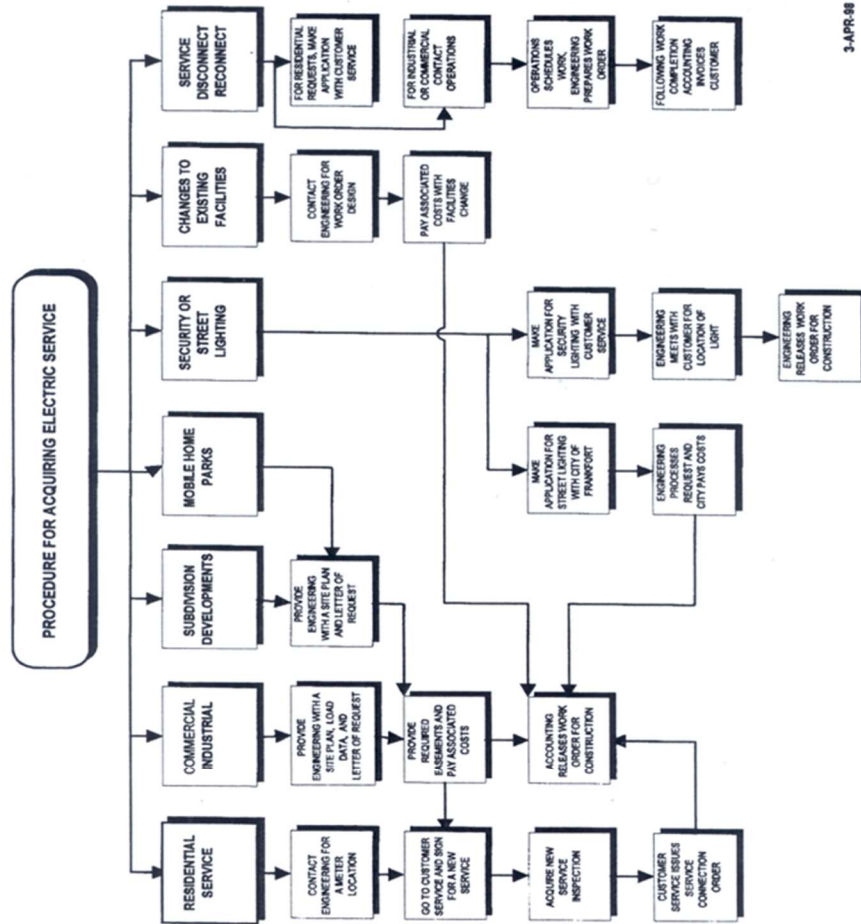 PROCEDURE FOR ACQUIRING ELECTRIC SERVICE
RESIDENTIAL
SERVICE
COMMERCIAL
INDUSTRIAL
SUBDIVISION
DEVELOPMENTS
MOBILE HOME
PARKS
SECURITY OR
STREET
LIGHTING
CHANGES TO
EXISTING
FACILITIES
SERVICE
DISCONNECT
RECONNECT
CONTACT
ENGINEERING FOR
A METER
LOCATION
PROVIDE
ENGINEERING WITH A
SITE PLAN, LOAD
DATA, AND
LETTER OF REQUEST
PROVIDE
ENGINEERING
WITH A SITE PLAN
AND LETTER OF
REQUEST
CONTACT
ENGINEERING FOR
WORK ORDER
DESIGN
FOR RESIDENTIAL
REQUESTS, MAKE
APPLICATION
WITH CUSTOMER
SERVICE
GO TO CUSTOMER
SERVICE AND SIGN
FOR A NEW
SERVICE
PROVIDE
REQUIRED
EASEMENTS AND
PAY ASSOCIATED
COSTS
PAY ASSOCIATED
COSTS WITH
FACILITIES
CHANGE
FOR INDUSTRIAL
OR COMMERCIAL
CONTACT
OPERATIONS
ACQUIRE NEW
SERVICE
INSPECTION
ACCOUNTING
RELEASES WORK
ORDER FOR
CONSTRUCTION
MAKE
APPLICATION FOR
STREET LIGHTING
WITH CITY OF
FRANKFORT
MAKE
APPLICATION FOR
SECURITY
LIGHTING WITH
CUSTOMER
SERVICE
OPERATIONS
SCHEDULES
WORK,
ENGINEERING
PREPARES WORK
ORDER
CUSTOMER
SERVICE ISSUES
SERVICE
CONNECTION
ORDER
ENGINEERING
PROCESSES
REQUEST AND
CITY PAYS COSTS
ENGINEERING
MEETS WITH
CUSTOMER FOR
LOCATION OF
LIGHT
FOLLOWING WORK
COMPLETION
ACCOUNTING
INVOICES
CUSTOMER
ENGINEERING
RELEASES WORK
ORDER FOR
CONSTRUCTION
3-APR-98